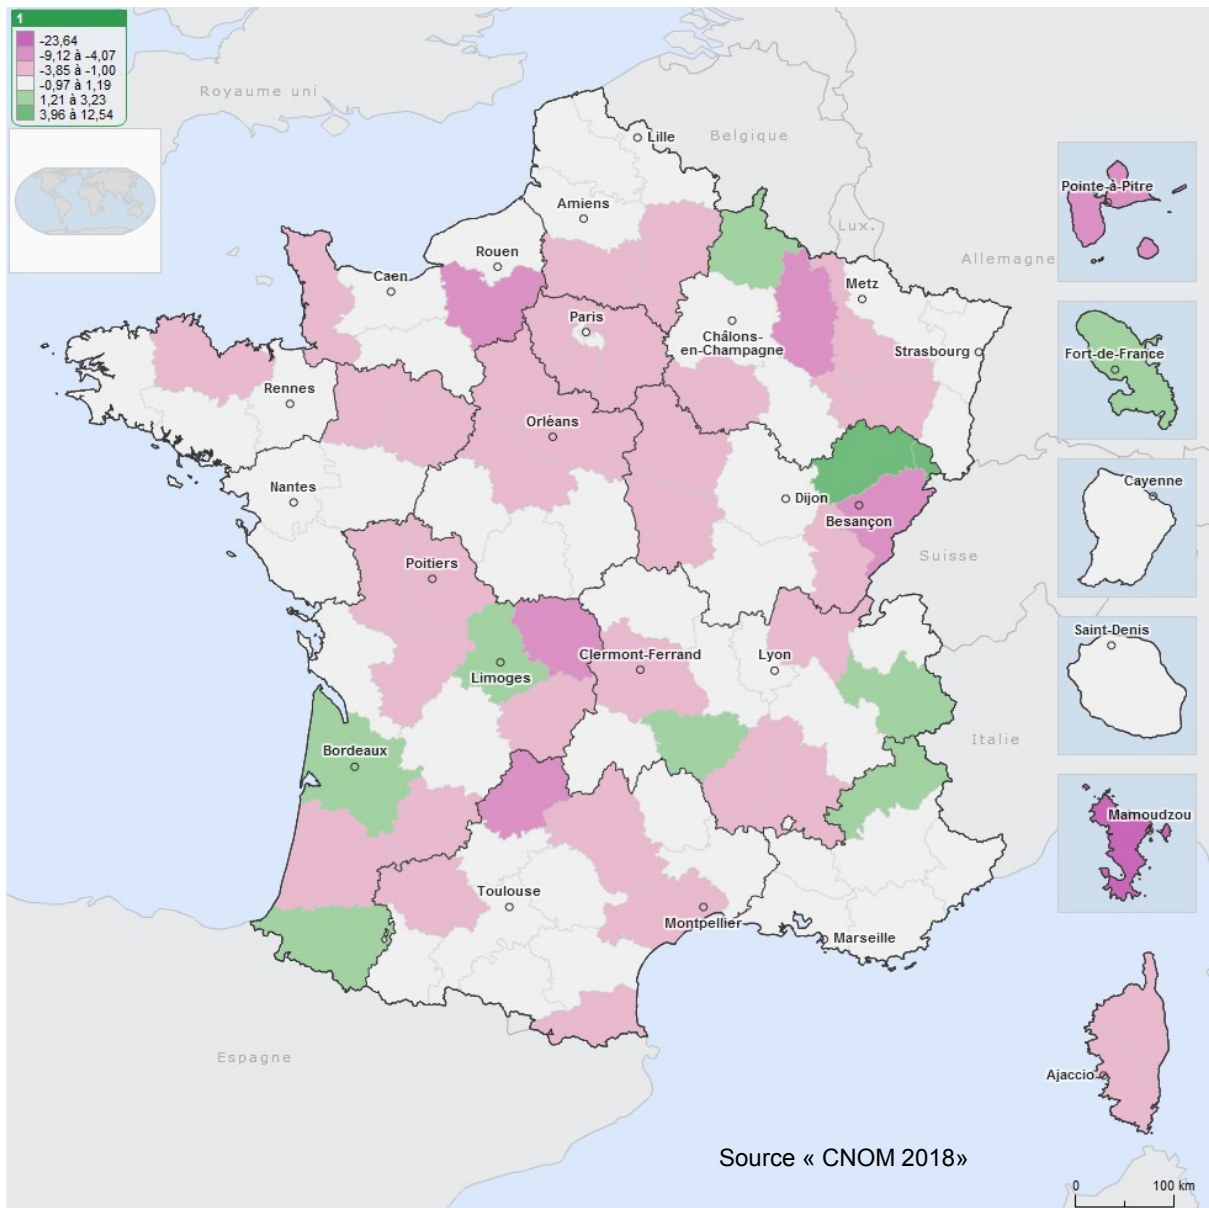 1
-23,64
-9,12 à -4,07
-3,85 à -1,00
-0,97 à 1,19
1,21 à 3,23
3,96 à 12,54
Royaume uni
Lille
Belgique
Amiens
Pointe-à-Pitre
Lux.
Rouen
Allemagne
Caen
Metz
Paris
Châlons-
en-Champagne
Strasbourg
Fort-de-France
Rennes
Orléans
Cayenne
Nantes
Dijon
Besançon
Suisse
Poitiers
Saint-Denis
Clermont-Ferrand
Lyon
Limoges
Italie
Bordeaux
Mamoudzou
Toulouse
Montpellier
Marseille
Espagne
Ajaccio
Source « CNOM 2018»
0 100 km